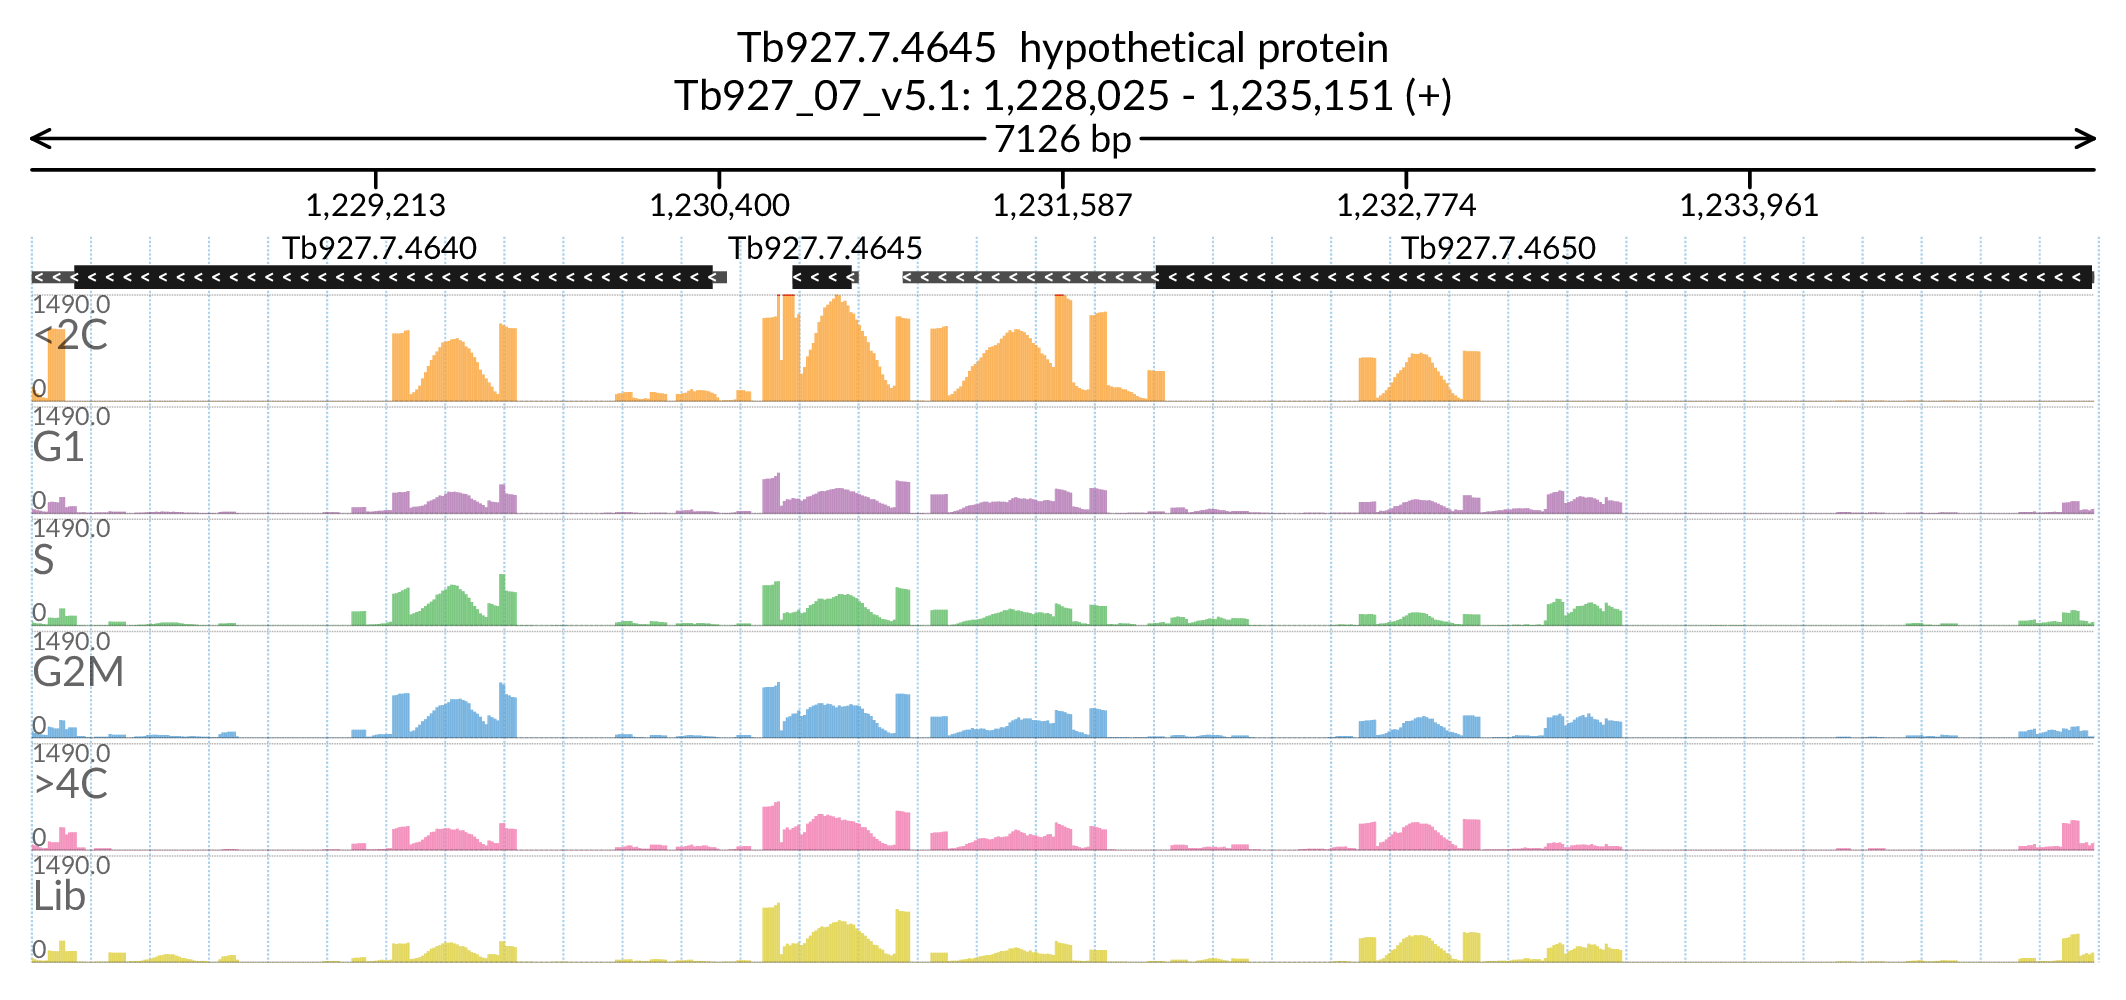 Tb927.7.4645  hypothetical protein
Tb927_07_v5.1: 1,228,025 - 1,235,151 (+)
7126 bp
1,229,213 1,230,400 1,231,587 1,232,774 1,233,961
Tb927.7.4640 Tb927.7.4645 Tb927.7.4650
1490.0
<2C
0
1490.0
G1
0
1490.0
S
0
1490.0
G2M
0
1490.0
>4C
0
1490.0
Lib
0